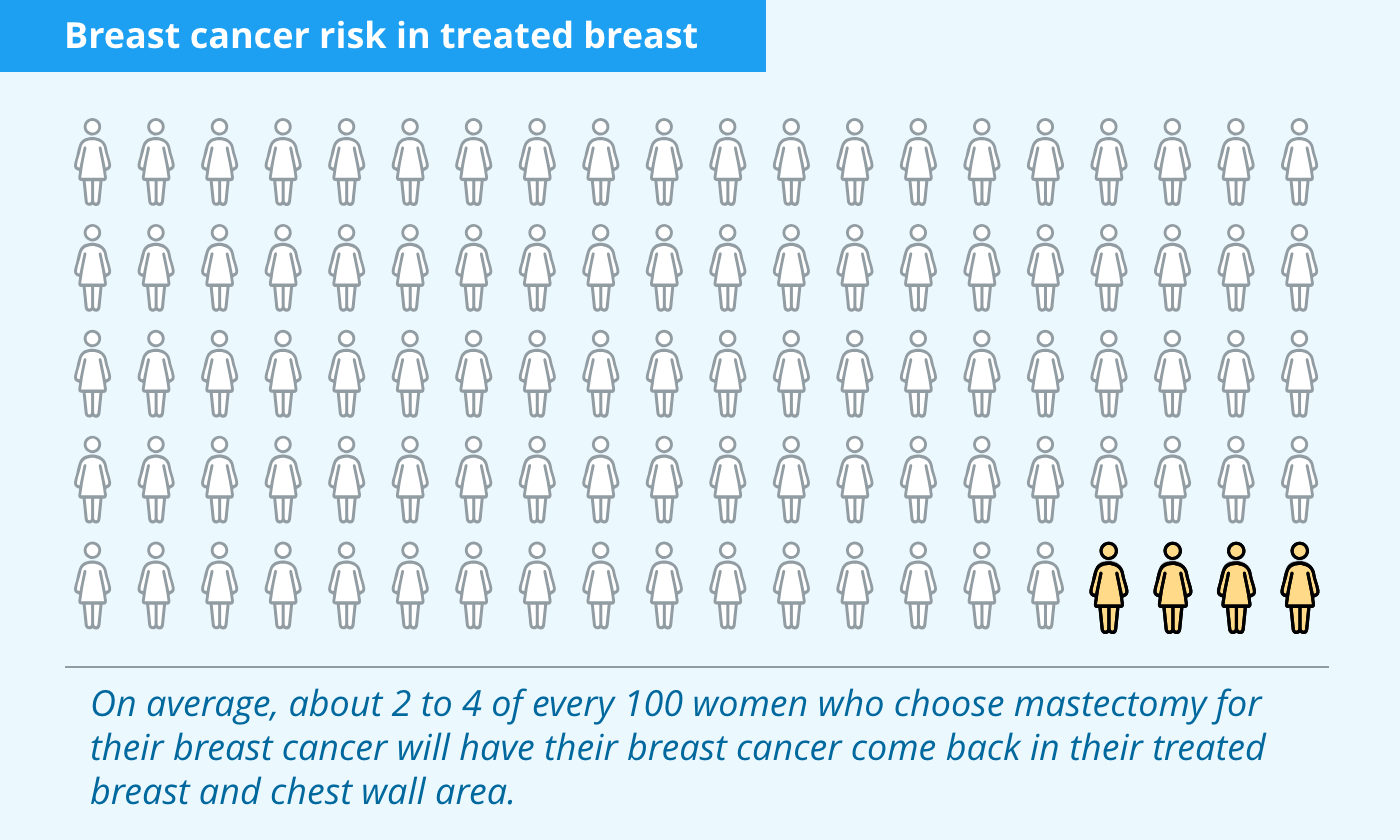 Breast cancer risk in treated breast
On average, about 2 to 4 of every 100 women who choose mastectomy for
their breast cancer will have their breast cancer come back in their treated
breast and chest wall area.